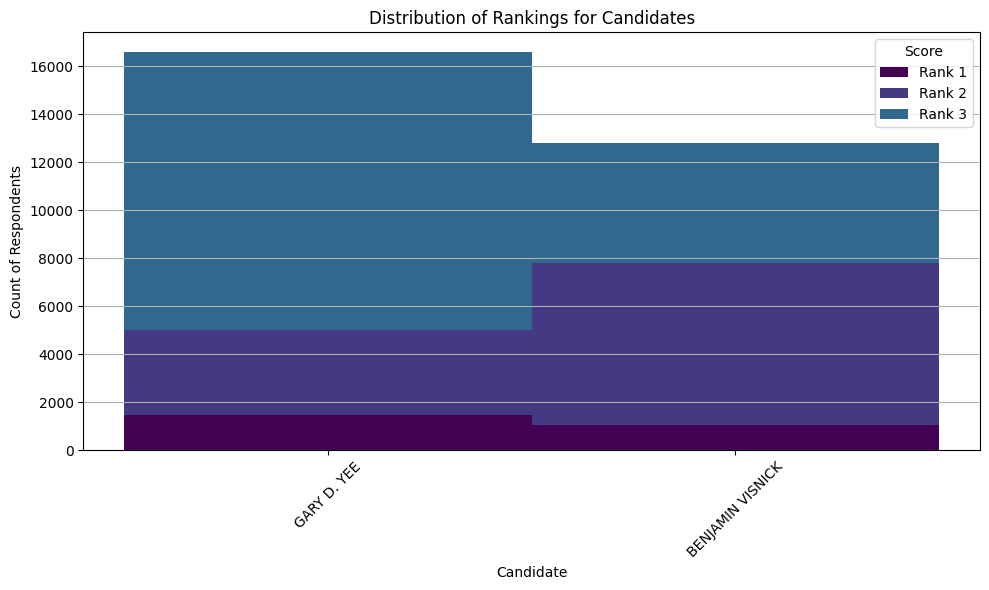 Distribution of Rankings for Candidates
Score
Rank 1
Rank 2
Rank 3
Count of Respondents
16000
14000
12000
10000
8000
6000
4000
2000
0
GARY D. YEE
BENJAMIN VISNICK
Candidate